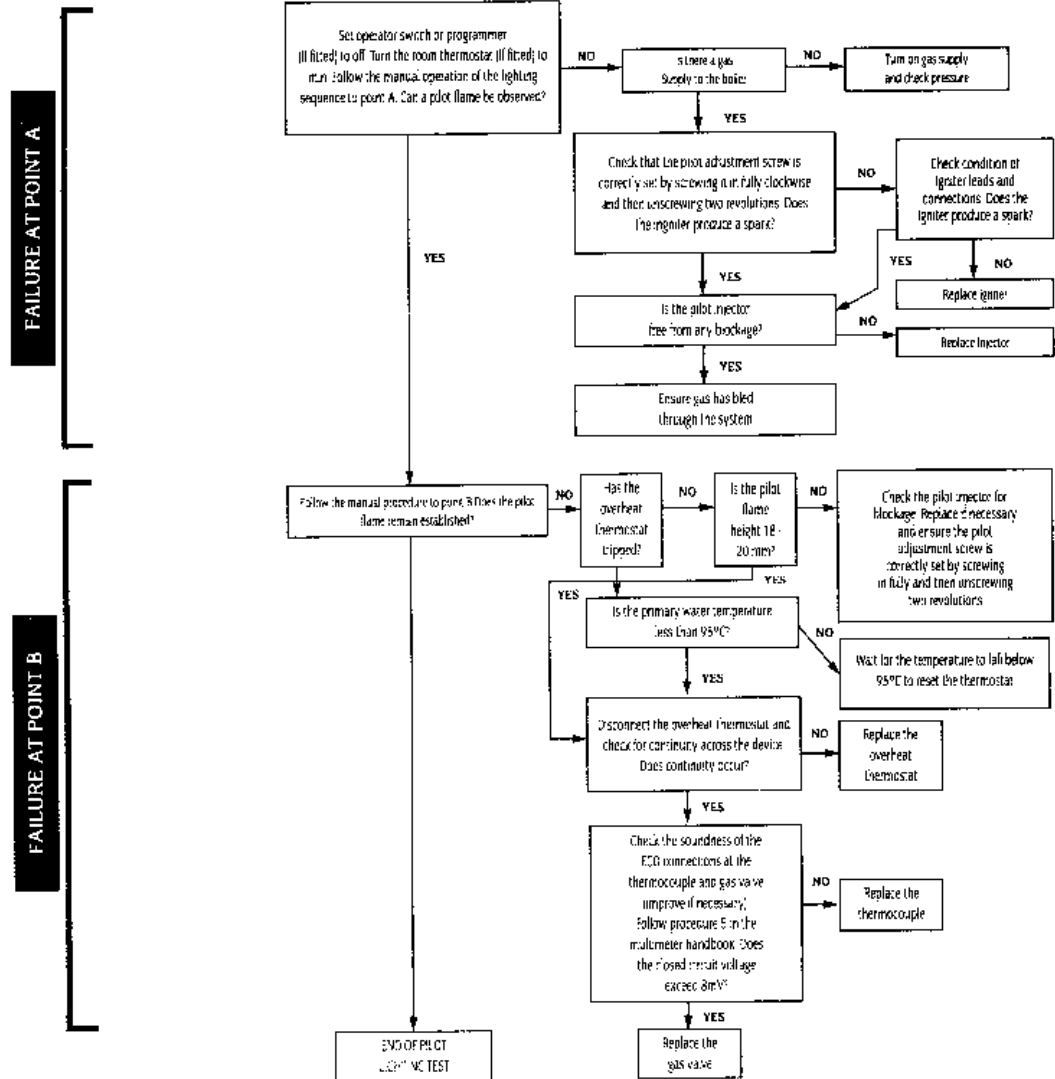 FAILURE AT POINT A
Set operator switch or programmer
(If fitted) to off. Turn the room thermostat (If fitted) to
run. Follow the manual operation of the lighting
sequence to point A. Can a pilot flame be observed?
NO
Is there a gas
Supply to the boiler
NO
Turn on gas supply
and check pressure
YES
Check that the pilot adjustment screw is
correctly set by screwing it in fully clockwise
and then unscrewing two revolutions. Does
the ingniter produce a spark?
NO
Check condition of
igniter leads and
connections. Does the
igniter produce a spark?
YES
NO
Replace igniter
YES
YES
Is the pilot injector
free from any blockage?
NO
Replace Injector
YES
Ensure gas has bled
through the system
FAILURE AT POINT B
Follow the manual procedure to point B Does the pilot
flame remain established?
NO
Has the
overheat
thermostat
tripped?
NO
Is the pilot
flame
height 18 -
20 mm?
NO
Check the pilot injector for
blockage. Replace if necessary
and ensure the pilot
adjustment screw is
correctly set by screwing
in fully and then unscrewing
two revolutions
YES
YES
Is the primary water temperature
less than 95°C?
NO
Wait for the temperature to fall below
95°C to reset the thermostat
YES
Disconnect the overheat thermostat and
check for continuity across the device.
Does continuity occur?
NO
Replace the
overheat
thermostat
YES
Check the soundness of the
ECO connections at the
thermocouple and gas valve
(improve if necessary)
Follow procedure 5 in the
multimeter handbook. Does
the closed circuit voltage
exceed 8mV?
NO
Replace the
thermocouple
YES
Replace the
gas valve
END OF PILOT
LIGHTING TEST